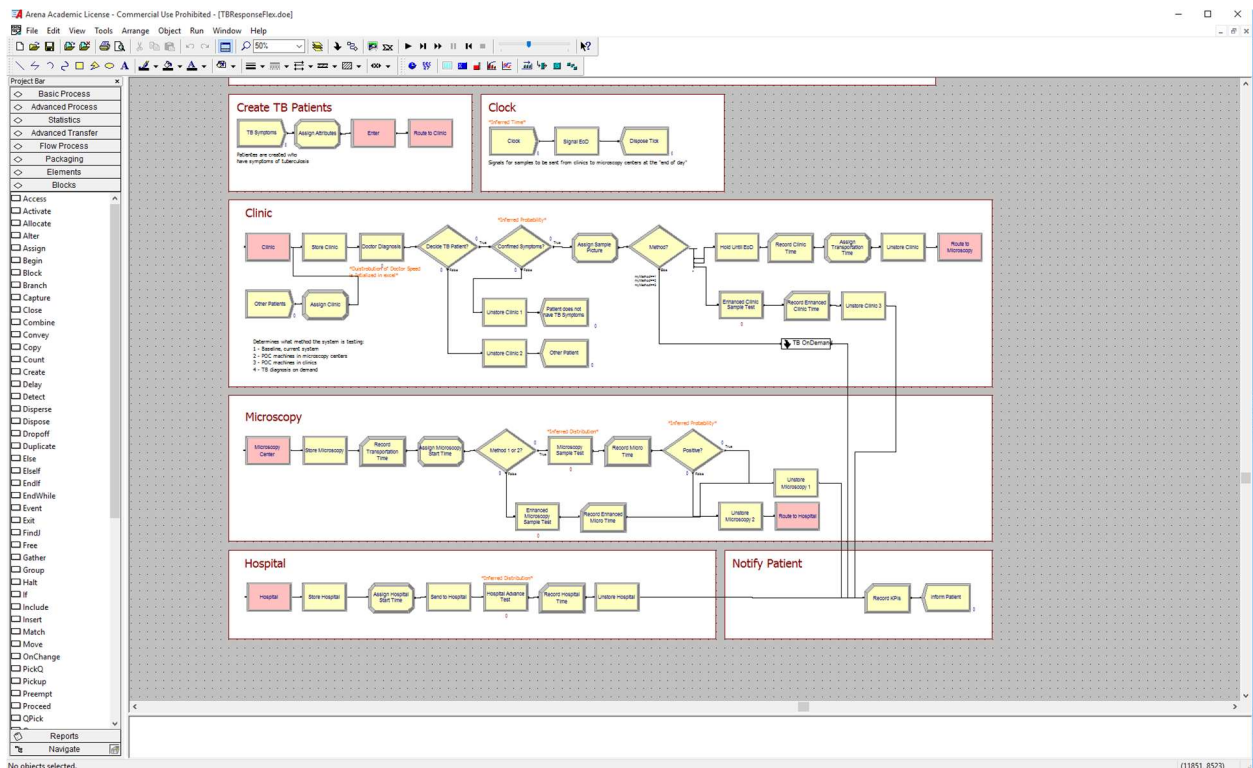 Arena Academic License - Commercial Use Prohibited - [TBResponseFlex.doe]
File Edit View Tools Arrange Object Run Window Help
50%
Project Bar
Basic Process
Advanced Process
Statistics
Advanced Transfer
Flow Process
Packaging
Elements
Blocks
Access
Activate
Allocate
Alter
Assign
Begin
Block
Branch
Capture
Close
Combine
Convey
Copy
Count
Create
Delay
Detect
Disperse
Dispose
Dropoff
Duplicate
Else
ElseIf
EndIf
EndWhile
Event
Exit
FindJ
Free
Gather
Group
Halt
If
Include
Insert
Match
Move
OnChange
PickQ
Pickup
Preempt
Proceed
QPick
Reports
Navigate
No objects selected.
(11851, 8523)
Create TB Patients
TB Symptoms
Assign Attributes
Enter
Route to Clinic
Patientes are created who
have symptoms of tuberculosis
Clock
*Inferred Time*
Clock
Signal EoD
Dispose Tics
Signals for samples to be sent from clinics to microscopy centers at the "end of day"
Clinic
Clinic
Store Clinic
Doctor Diagnosis
Decide TB Patient?
*Inferred Probability*
Confirmed Symptoms?
Assign Sample
Picture
Method?
Hold Until EoD
Record Clinic
Time
Assign
Transportation
Time
Unstore Clinic
Route to
Microscopy
True
False
True
False
Other Patients
Assign Clinic
Unstore Clinic 1
Patient does not
have TB Symptoms
Enhanced Clinic
Sample Test
Record Enhanced
Clinic Time
Unstore Clinic 3
Unstore Clinic 2
Other Patient
TB OnDemand
Determines what method the system is testing:
1 - Baseline, current system
2 - POC machines in microscopy centers
3 - POC machines in clinics
4 - TB diagnosis on demand
Microscopy
Microscopy
Center
Store Microscopy
Record
Transportation
Time
Assign Microscopy
Start Time
Method 1 or 2?
*Inferred Distribution*
Microscopy
Sample Test
Record Micro
Time
*Inferred Probability*
Positive?
True
False
True
False
Unstore
Microscopy 1
Enhanced
Microscopy
Sample Test
Record Enhanced
Micro Time
Unstore
Microscopy 2
Route to Hospital
Hospital
Hospital
Store Hospital
Assign Hospital
Start Time
Send to Hospital
*Inferred Distribution*
Hospital Advance
Test
Record Hospital
Time
Unstore Hospital
Notify Patient
Record KPIs
Inform Patient